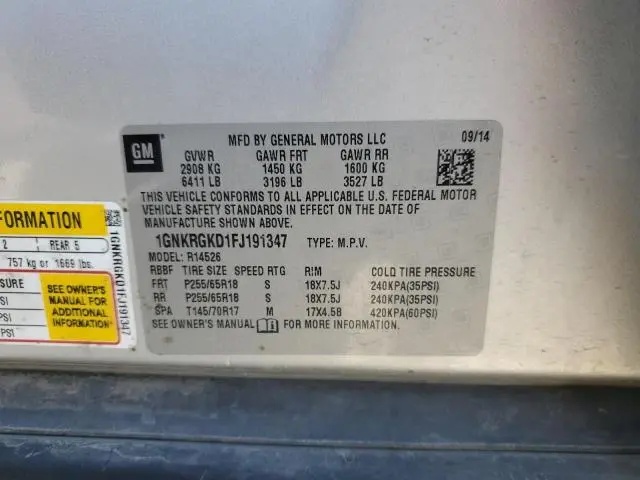 GM
MFD BY GENERAL MOTORS LLC
09/14
GVWR GAWR FRT GAWR RR
2908 KG 1450 KG 1600 KG
6411 LB 3196 LB 3527 LB
THIS VEHICLE CONFORMS TO ALL APPLICABLE U.S. FEDERAL MOTOR
VEHICLE SAFETY STANDARDS IN EFFECT ON THE DATE OF
MANUFACTURE SHOWN ABOVE.
1GNKRGKD1FJ191347 TYPE: M.P.V.
MODEL: R14526
RBBF TIRE SIZE SPEED RTG RIM COLD TIRE PRESSURE
FRT P255/65R18 S 18X7.5J 240KPA(35PSI)
RR P255/65R18 S 18X7.5J 240KPA(35PSI)
SPA T145/70R17 M 17X4.5B 420KPA(60PSI)
SEE OWNER'S MANUAL FOR MORE INFORMATION
FORMATION
2 REAR 5
757 kg or 1669 lbs.
SURE
SI
SI
PSI
SEE OWNER'S
MANUAL FOR
ADDITIONAL
INFORMATION
1GNKRGKD1FJ191347